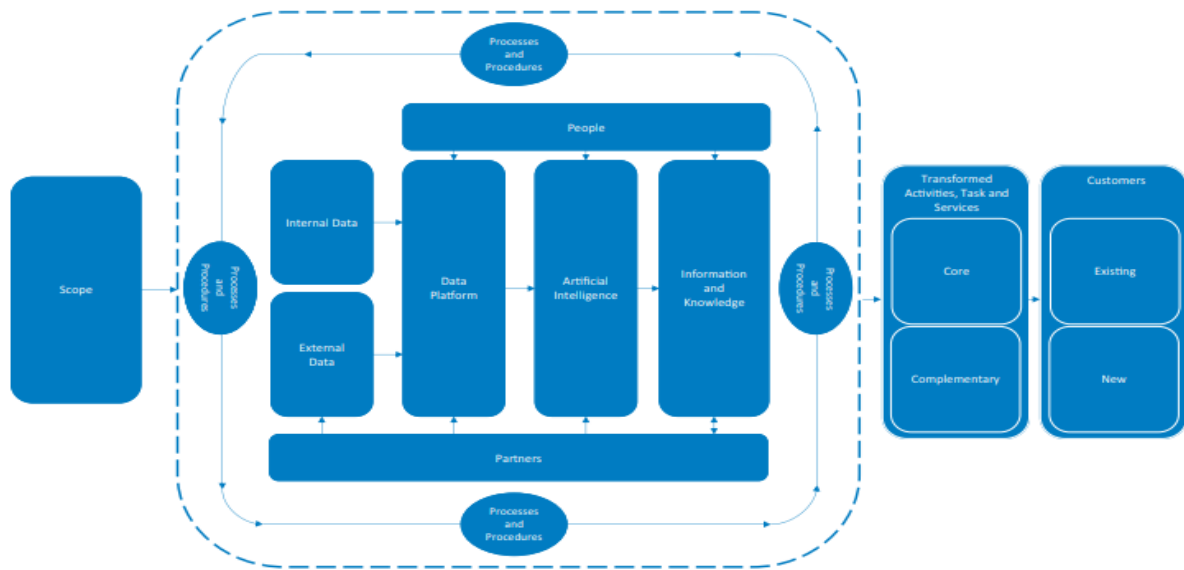 Processes
and
Procedures
People
Scope
Processes
and
Procedures
Internal Data
External
Data
Data
Platform
Artificial
Intelligence
Information
and
Knowledge
Processes
and
Procedures
Transformed
Activities, Task and
Services
Core
Complementary
Customers
Existing
New
Partners
Processes
and
Procedures